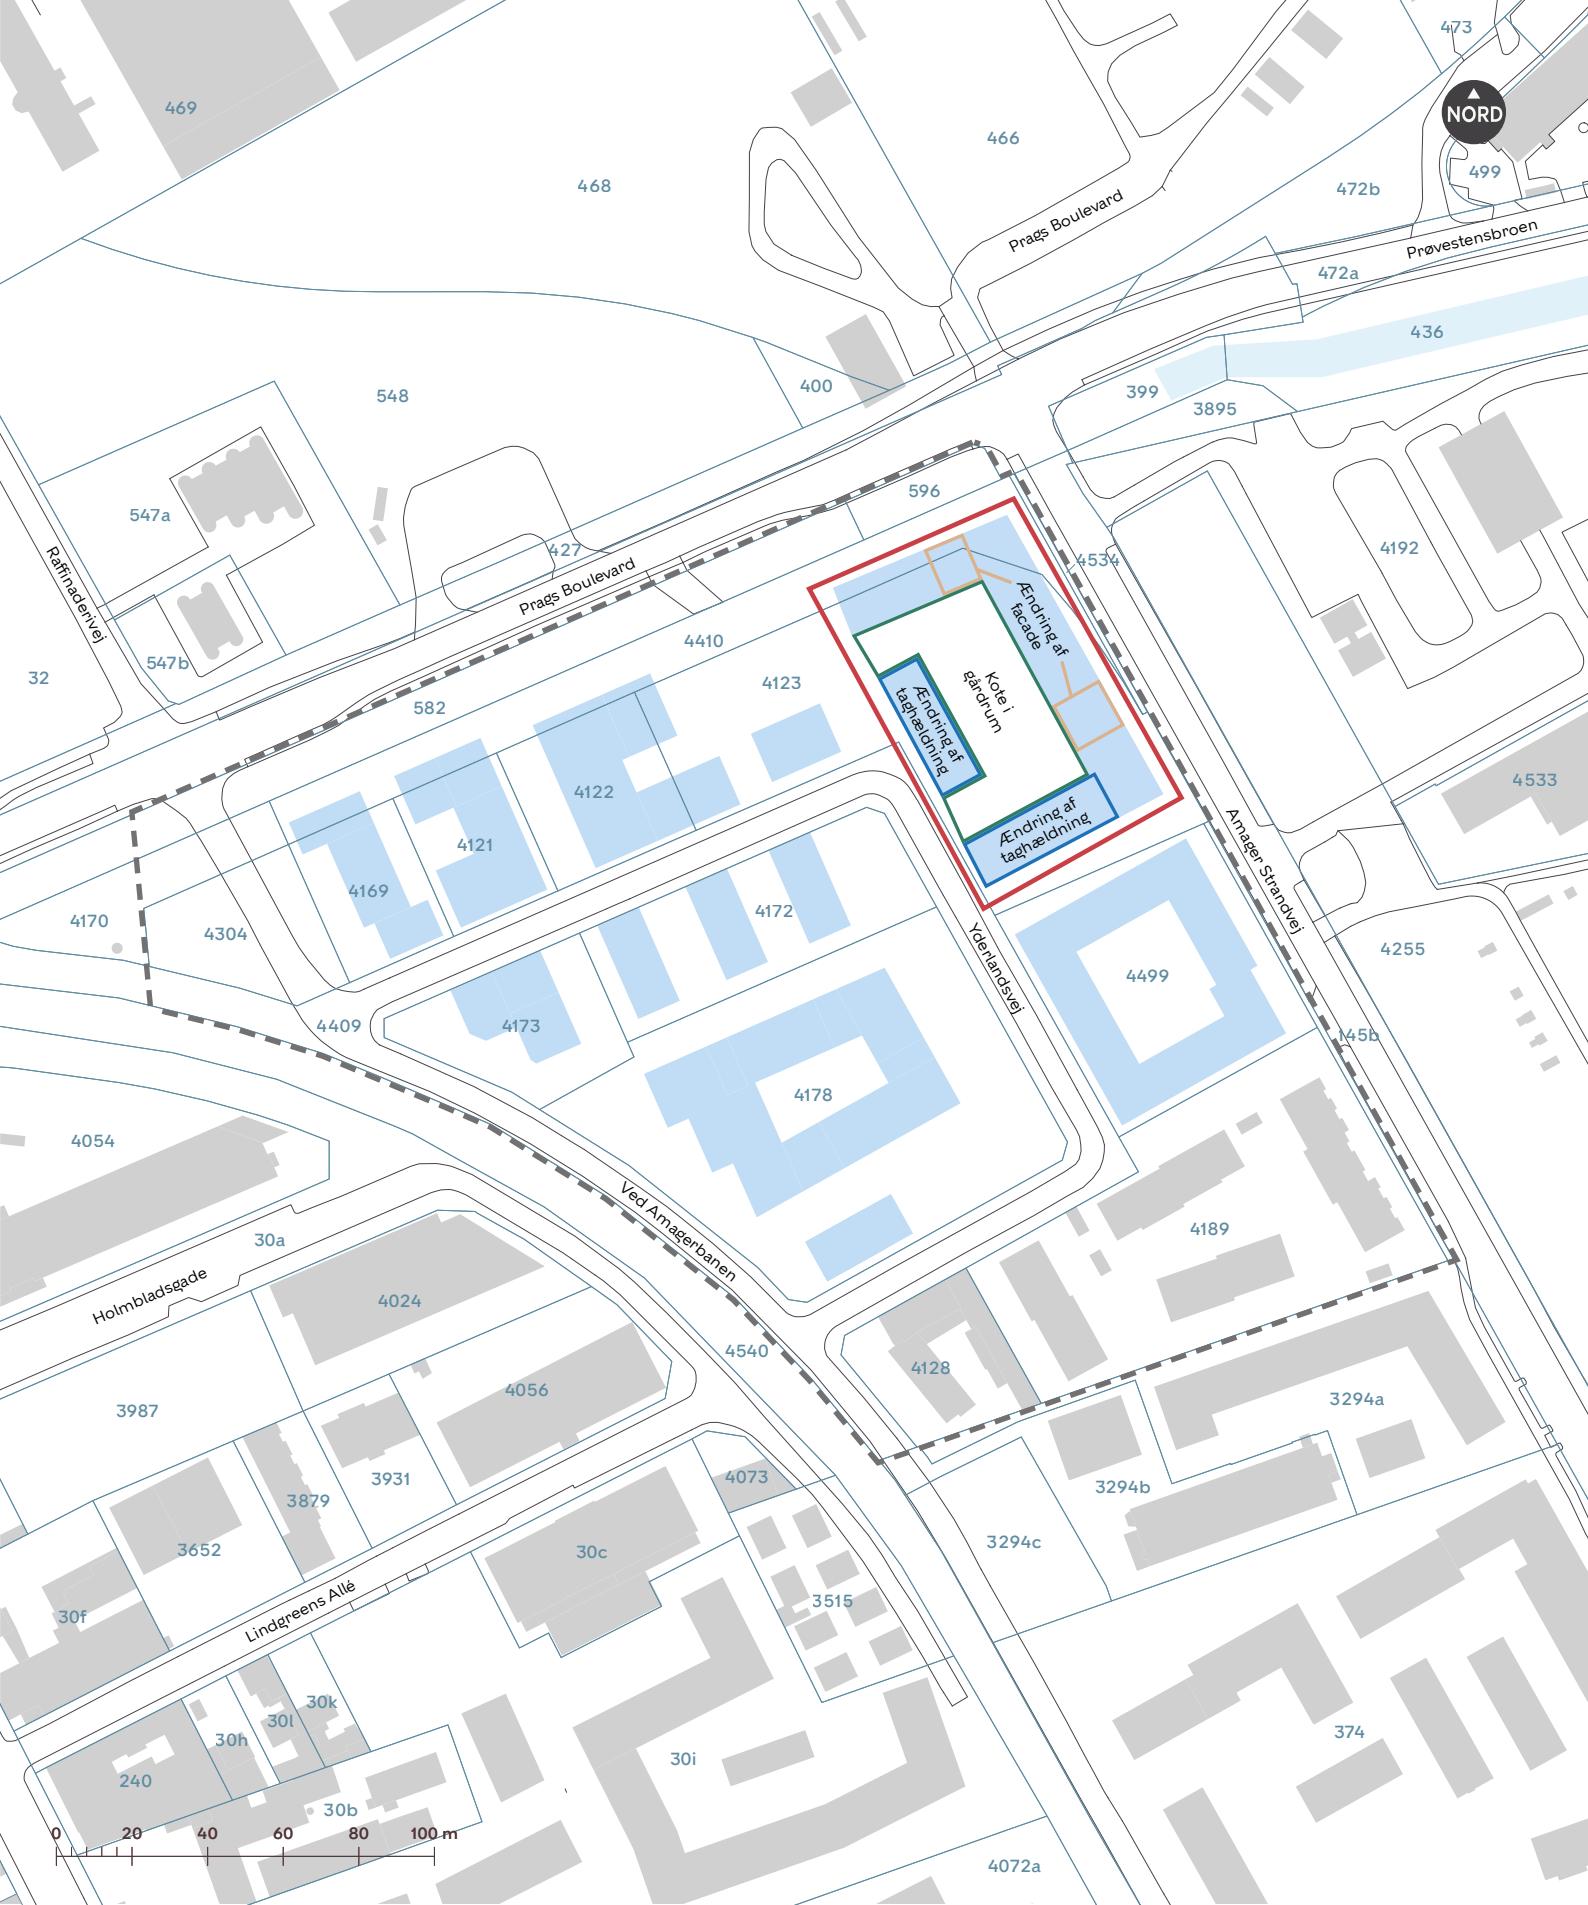 473
469
NORD
466
499
468
472b
Prags Boulevard
Prøvestensbroen
472a
436
400
399
548
3895
596
547a
427
4192
4534
Prags Boulevard
Raffinaderivej
Ændring af
facade
4410
547b
32
4123
Kote i
gårdrum
582
Ændring af
taghældning
4533
4122
Ændring af
taghældning
4121
Amager Strandvej
4169
4172
4170
4304
4255
Yderlandsvej
4499
4409
4173
145b
4178
4054
Ved Amagerbanen
4189
30a
Holmbladsgade
4024
4540
4128
4056
3294a
3987
4073
3931
3294b
3879
3294c
3652
30c
3515
Lindgreens Allé
30f
30k
30l
374
30h
30i
240
30b
0 20 40 60 80 100 m
4072a